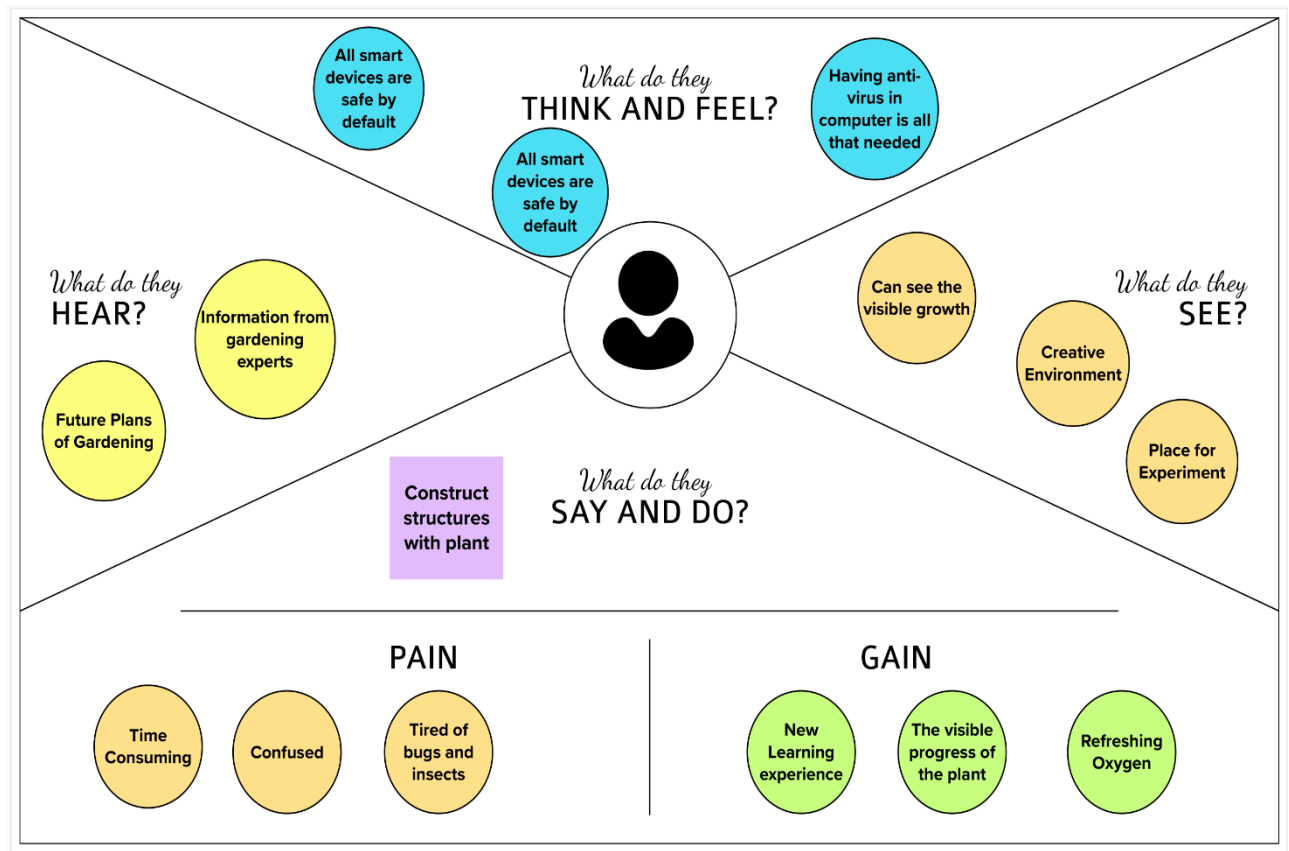 All smart
devices are
safe by
default
What do they
THINK AND FEEL?
Having anti-
virus in
computer is all
that needed
All smart
devices are
safe by
default
What do they
HEAR?
Information from
gardening
experts
Future Plans
of Gardening
What do they
SEE?
Can see the
visible growth
Creative
Environment
Place for
Experiment
What do they
SAY AND DO?
Construct
structures
with plant
PAIN
Time
Consuming
Confused
Tired of
bugs and
insects
GAIN
New
Learning
experience
The visible
progress of
the plant
Refreshing
Oxygen